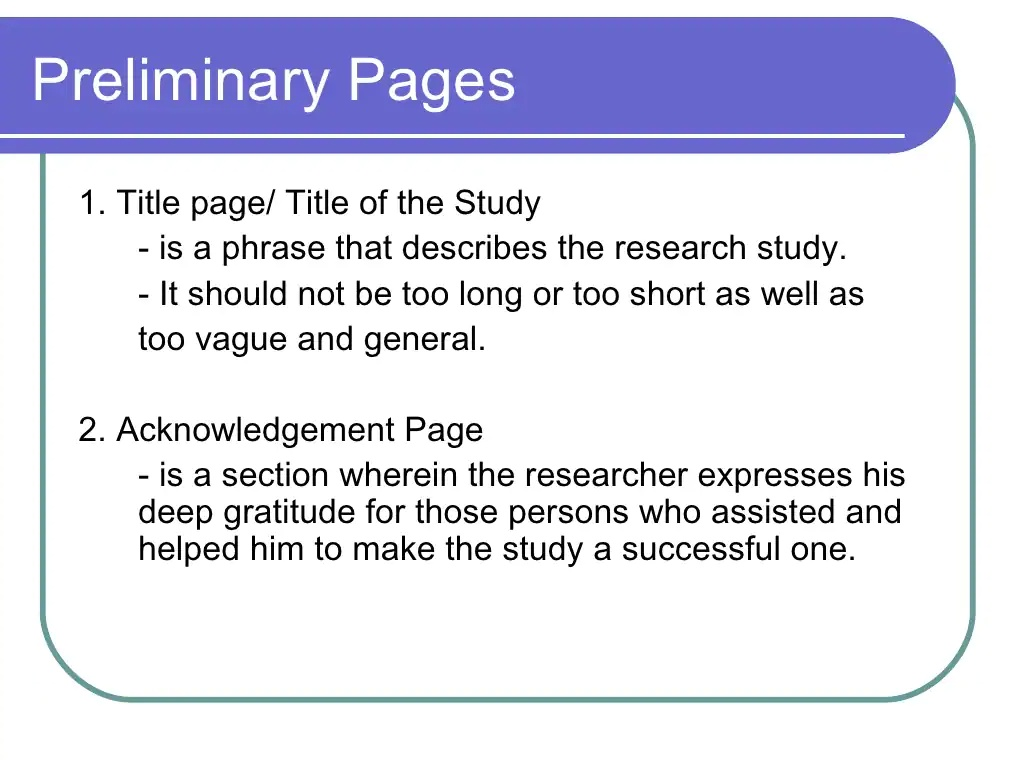 Preliminary Pages
1. Title page/ Title of the Study
- is a phrase that describes the research study.
- It should not be too long or too short as well as
too vague and general.
2. Acknowledgement Page
- is a section wherein the researcher expresses his
deep gratitude for those persons who assisted and
helped him to make the study a successful one.